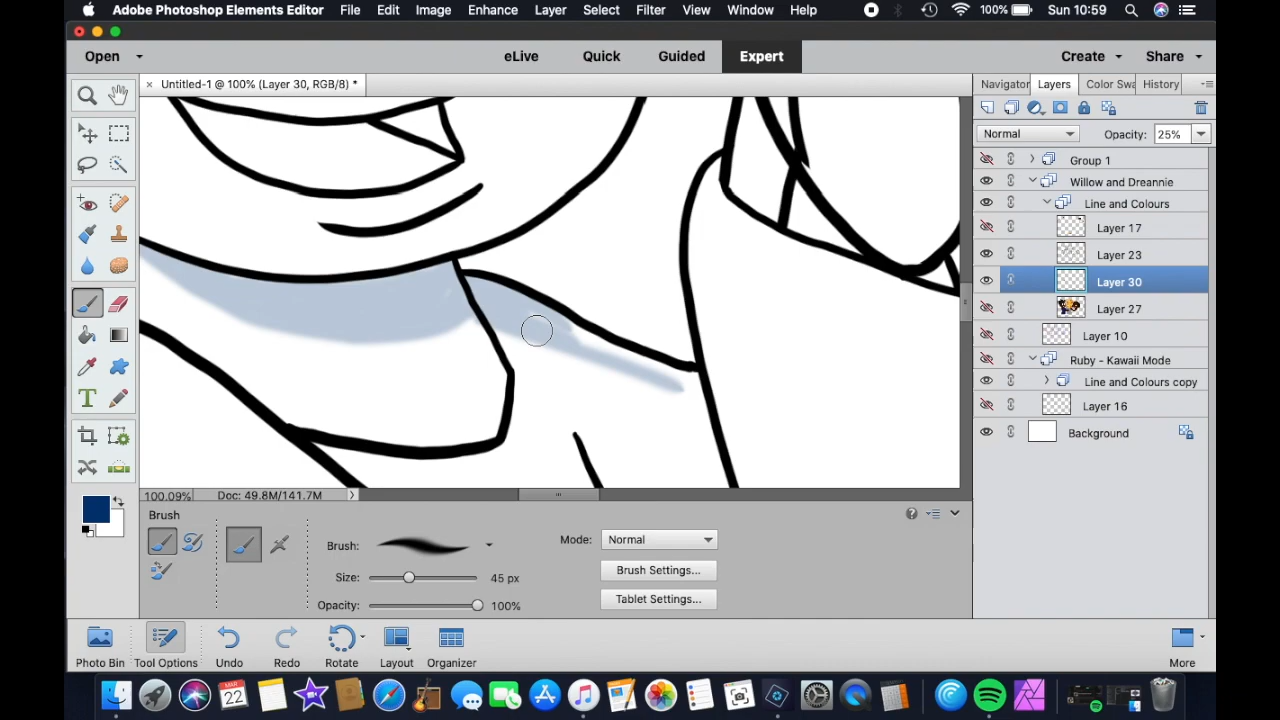 Adobe Photoshop Elements Editor File Edit Image Enhance Layer Select Filter View Window Help 100% Sun 10:59
Open eLive Quick Guided Expert Create Share
× Untitled-1 @ 100% (Layer 30, RGB/8) * Navigator Layers Color Swa History
Normal Opacity: 25%
Group 1
Willow and Dreannie
Line and Colours
Layer 17
Layer 23
Layer 30
Layer 27
Layer 10
Ruby - Kawaii Mode
Line and Colours copy
Layer 16
Background
T
100.09% Doc: 49.8M/141.7M
Brush
Brush: Mode: Normal
Size: 45 px Brush Settings...
Opacity: 100% Tablet Settings...
Photo Bin Tool Options Undo Redo Rotate Layout Organizer More
MAR
22